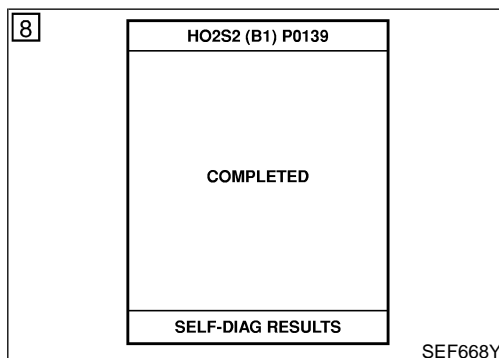 8
HO2S2 (B1) P0139
COMPLETED
SELF-DIAG RESULTS
SEF668Y